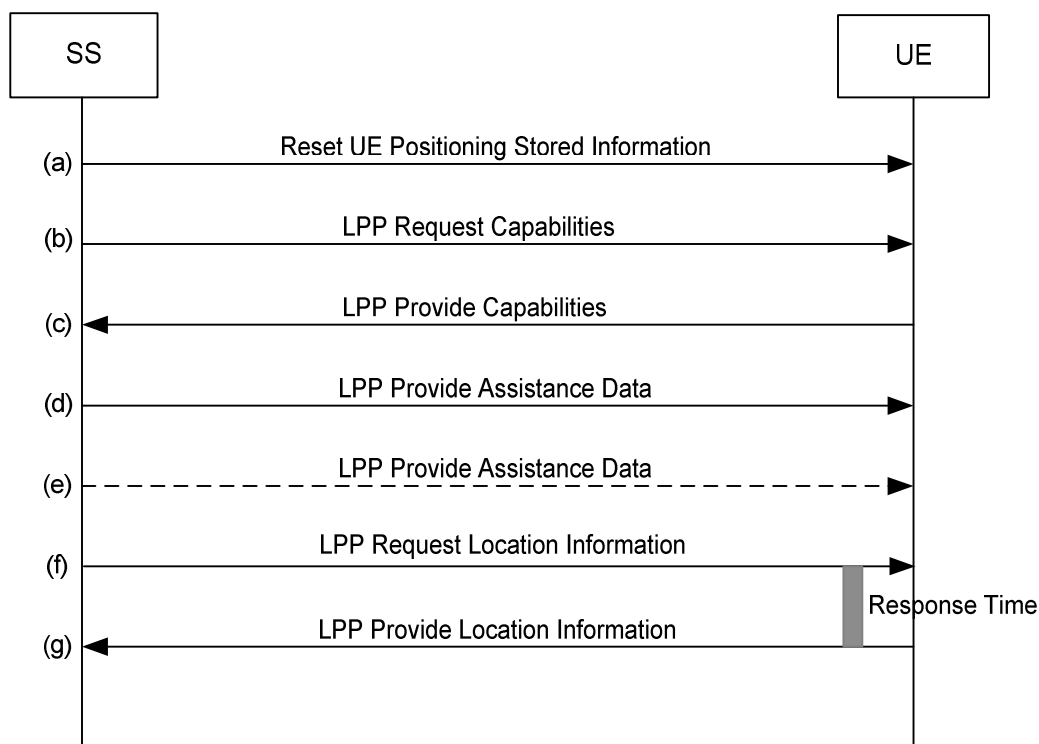 SS
UE
(a)
Reset UE Positioning Stored Information
(b)
LPP Request Capabilities
(c)
LPP Provide Capabilities
(d)
LPP Provide Assistance Data
(e)
LPP Provide Assistance Data
(f)
LPP Request Location Information
Response Time
(g)
LPP Provide Location Information